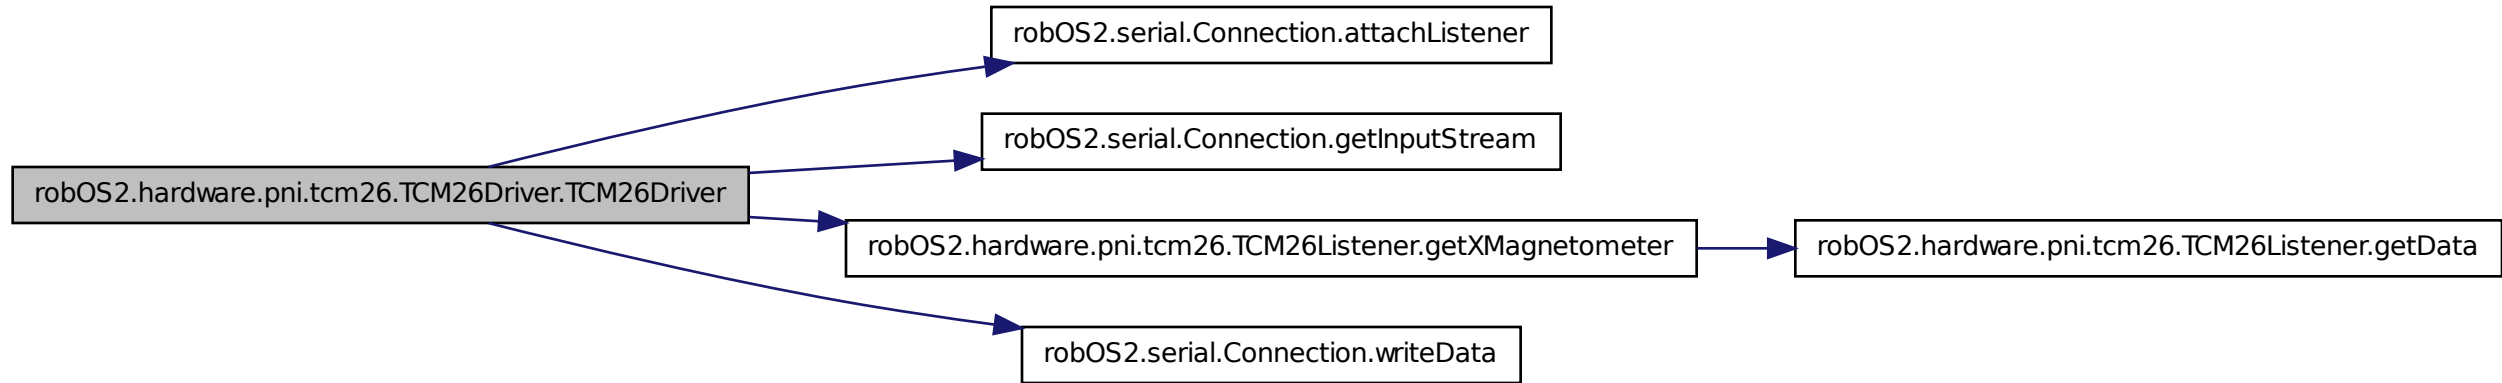 robOS2.serial.Connection.attachListener
robOS2.serial.Connection.getInputStream
robOS2.hardware.pni.tcm26.TCM26Driver.TCM26Driver
robOS2.hardware.pni.tcm26.TCM26Listener.getXMagnetometer
robOS2.hardware.pni.tcm26.TCM26Listener.getData
robOS2.serial.Connection.writeData